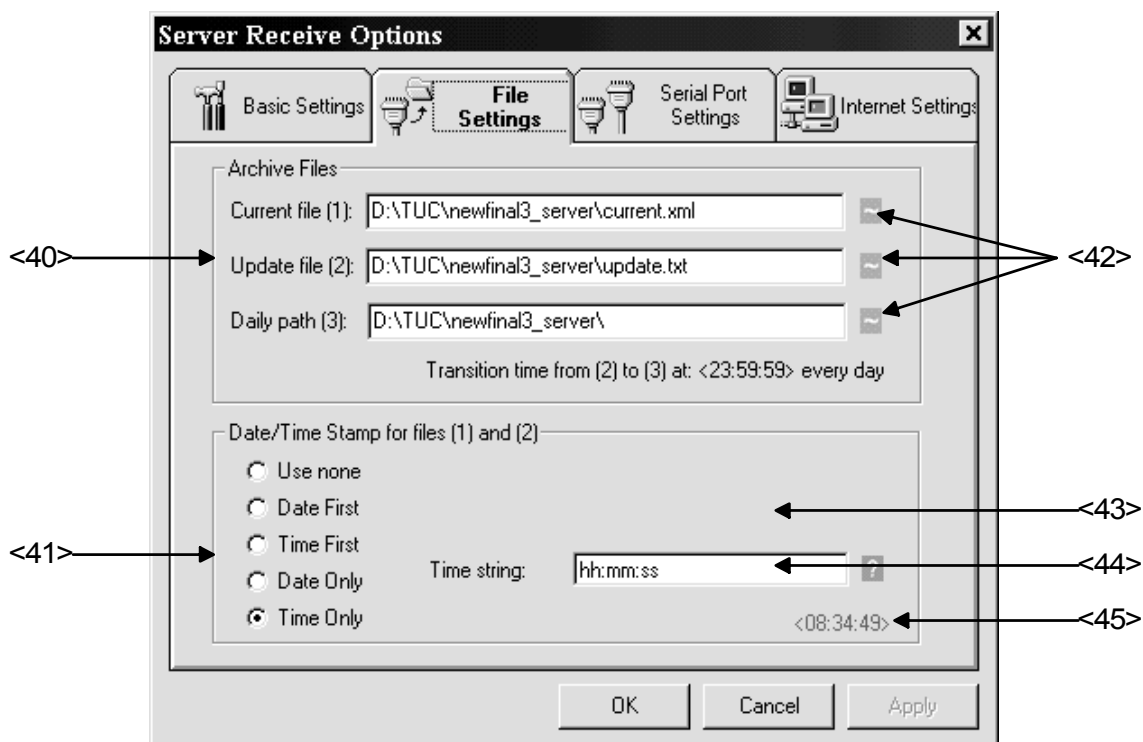 Server Receive Options
Basic Settings
File
Settings
Serial Port
Settings
Internet Settings
Archive Files
Current file (1): D:\TUC\newfinal3_server\current.xml ~
<40> Update file (2): D:\TUC\newfinal3_server\update.txt ~ <42>
Daily path (3): D:\TUC\newfinal3_server\ ~
Transition time from (2) to (3) at: <23:59:59> every day
Date/Time Stamp for files (1) and (2)
Use none
Date First <43>
<41> Time First
Time string: hh:mm:ss ? <44>
Date Only
Time Only <08:34:49> <45>
OK Cancel Apply